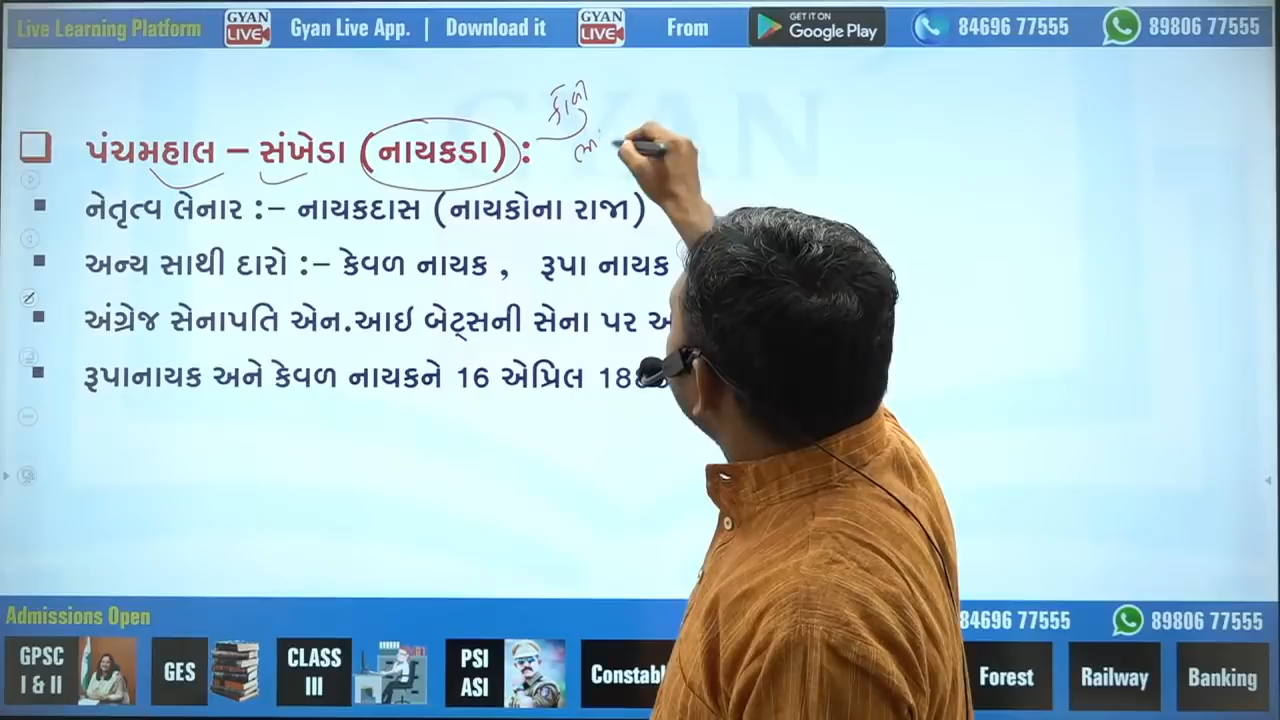 Live Learning Platform GYAN LIVE Gyan Live App. | Download it GYAN LIVE From GET IT ON Google Play 84696 77555 89806 77555
GYAN
કોળી
પંચમહાલ – સંખેડા (નાયકડા) :
નેતૃત્વ લેનાર :– નાયકદાસ (નાયકોના રાજા)
અન્ય સાથી દારો :– કેવળ નાયક , રૂપા નાયક
અંગ્રેજ સેનાપતિ એન.આઇ બેટ્સની સેના પર
રૂપાનાયક અને કેવળ નાયકને 16 એપ્રિલ
Admissions Open 84696 77555 89806 77555
GPSC I & II GES CLASS III PSI ASI Forest Railway Banking